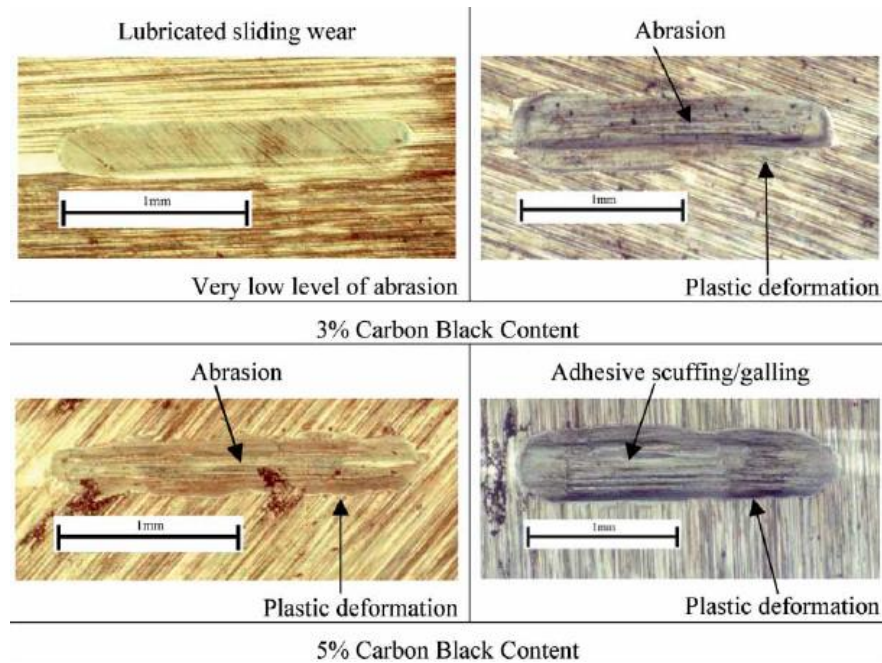 Lubricated sliding wear
Abrasion
1mm
1mm
Very low level of abrasion
Plastic deformation
3% Carbon Black Content
Abrasion
Adhesive scuffing/galling
1mm
1mm
Plastic deformation
Plastic deformation
5% Carbon Black Content